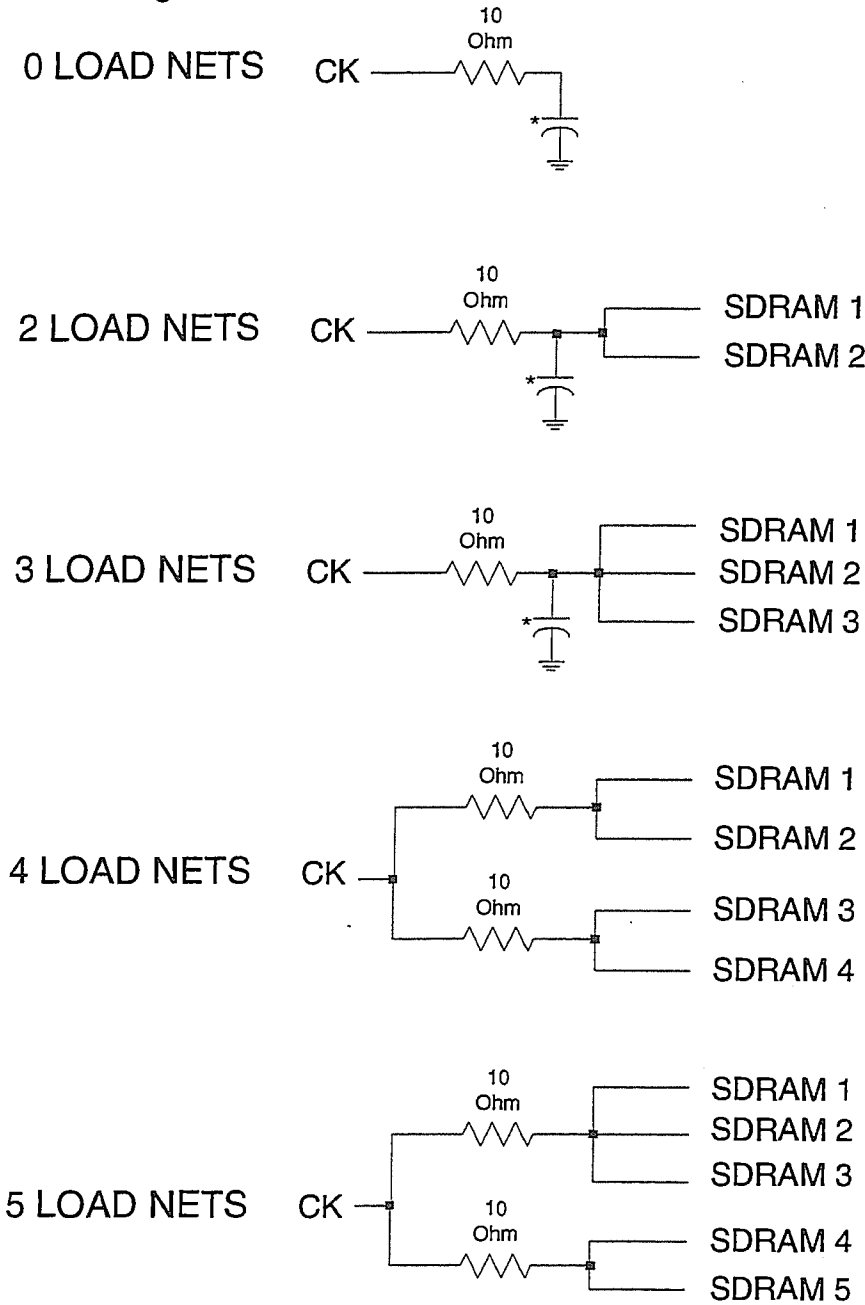 10
Ohm
0 LOAD NETS CK
*
10
Ohm
2 LOAD NETS CK
SDRAM 1
SDRAM 2
*
10
Ohm
3 LOAD NETS CK
SDRAM 1
SDRAM 2
SDRAM 3
*
10
Ohm
SDRAM 1
SDRAM 2
4 LOAD NETS CK
10
Ohm
SDRAM 3
SDRAM 4
10
Ohm
SDRAM 1
SDRAM 2
SDRAM 3
5 LOAD NETS CK
10
Ohm
SDRAM 4
SDRAM 5